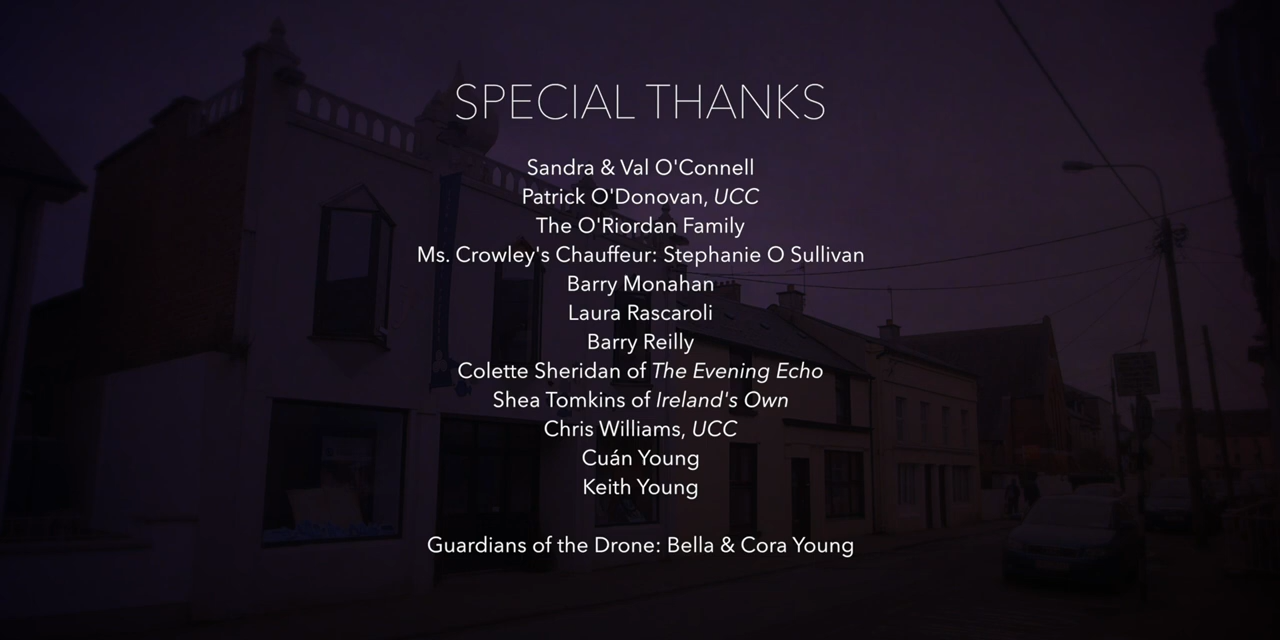 SPECIAL THANKS
Sandra & Val O'Connell
Patrick O'Donovan, UCC
The O'Riordan Family
Ms. Crowley's Chauffeur: Stephanie O Sullivan
Barry Monahan
Laura Rascaroli
Barry Reilly
Colette Sheridan of The Evening Echo
Shea Tomkins of Ireland's Own
Chris Williams, UCC
Cuán Young
Keith Young
Guardians of the Drone: Bella & Cora Young